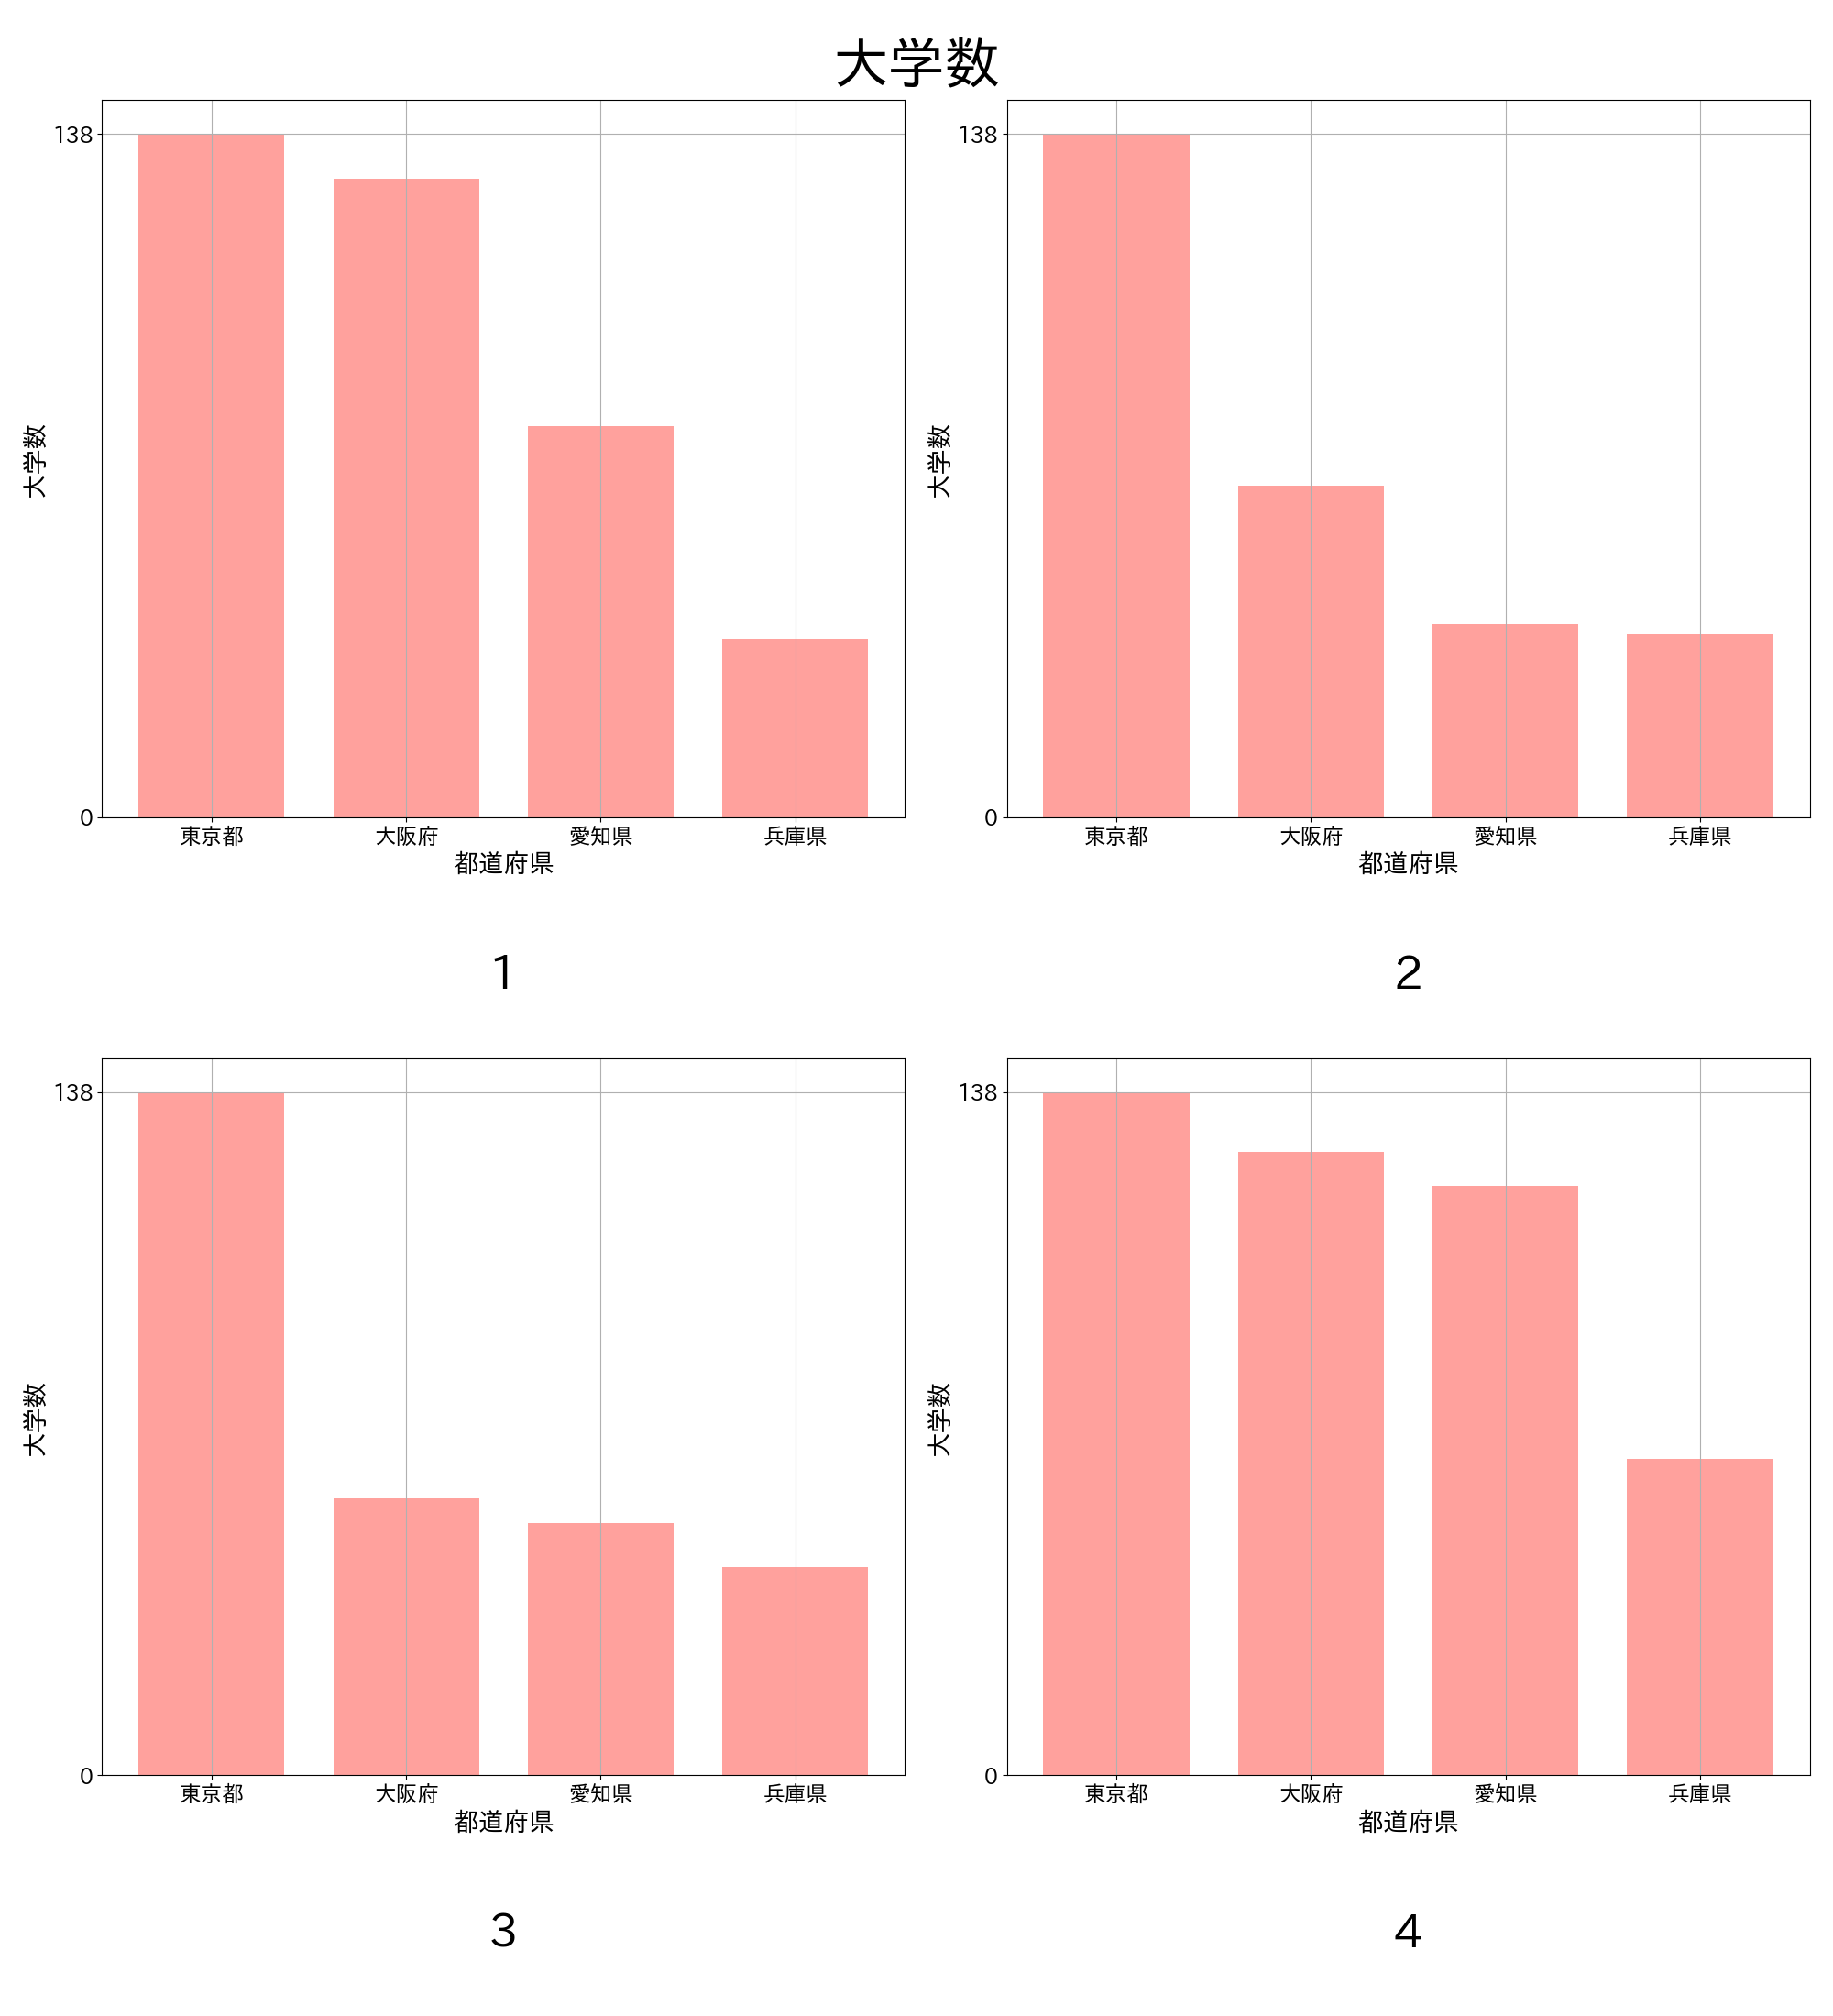 大学数
138
0
大学数
東京都 大阪府 愛知県 兵庫県
都道府県
1
138
0
大学数
東京都 大阪府 愛知県 兵庫県
都道府県
2
138
0
大学数
東京都 大阪府 愛知県 兵庫県
都道府県
3
138
0
大学数
東京都 大阪府 愛知県 兵庫県
都道府県
4